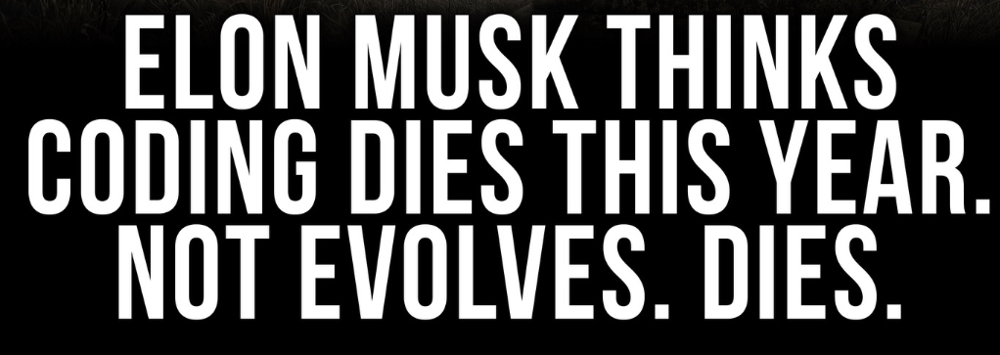 ELON MUSK THINKS
CODING DIES THIS YEAR.
NOT EVOLVES. DIES.